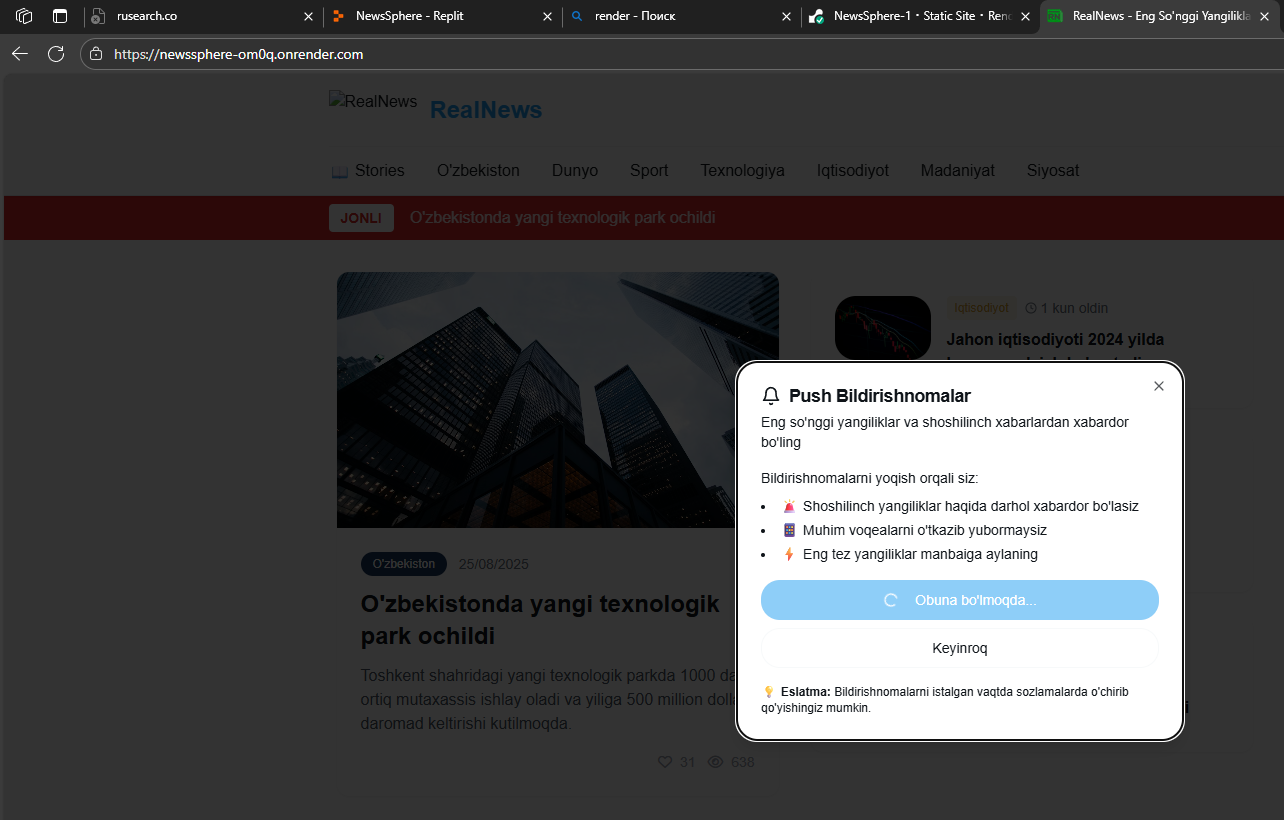 rusearch.co
NewsSphere - Replit
render - Поиск
NewsSphere-1 · Static Site · Ren
RealNews - Eng So'nggi Yangilikla
https://newssphere-om0q.onrender.com
RealNews
RealNews
📖 Stories
O'zbekiston
Dunyo
Sport
Texnologiya
Iqtisodiyot
Madaniyat
Siyosat
JONLI
O'zbekistonda yangi texnologik park ochildi
Iqtisodiyot
1 kun oldin
Jahon iqtisodiyoti 2024 yilda
O'zbekiston
25/08/2025
O'zbekistonda yangi texnologik
park ochildi
Toshkent shahridagi yangi texnologik parkda 1000 da
ortiq mutaxassis ishlay oladi va yiliga 500 million doll
daromad keltirishi kutilmoqda.
31
638
Push Bildirishnomalar
Eng so'nggi yangiliklar va shoshilinch xabarlardan xabardor
bo'ling
Bildirishnomalarni yoqish orqali siz:
• 🚨 Shoshilinch yangiliklar haqida darhol xabardor bo'lasiz
• 📱 Muhim voqealarni o'tkazib yubormaysiz
• ⚡ Eng tez yangiliklar manbaiga aylaning
Obuna bo'lmoqda...
Keyinroq
💡 Eslatma: Bildirishnomalarni istalgan vaqtda sozlamalarda o'chirib
qo'yishingiz mumkin.